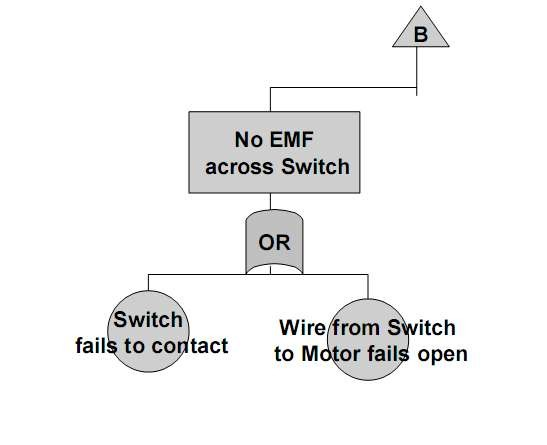 B
No EMF
across Switch
OR
Switch
fails to contact
Wire from Switch
to Motor fails open